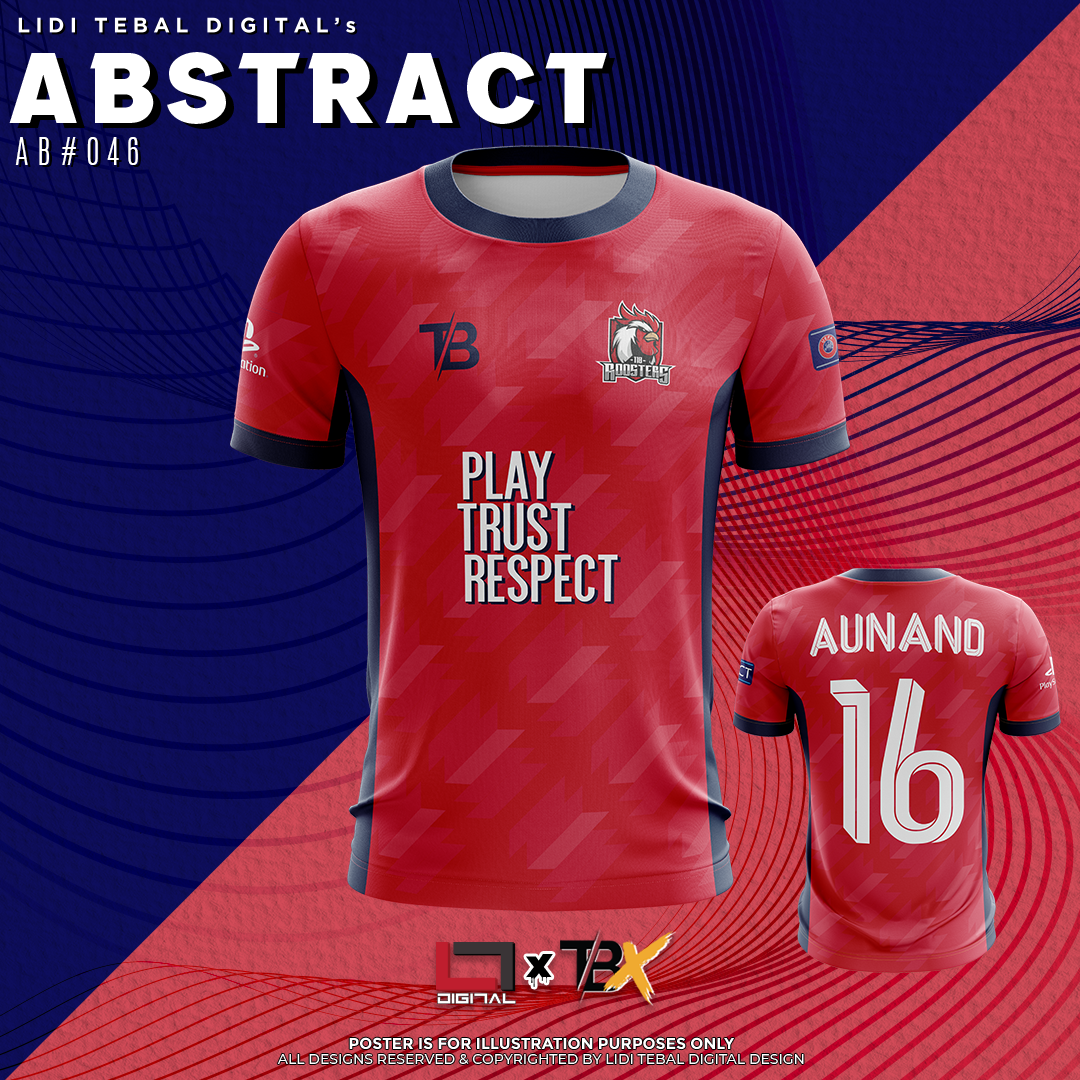 LIDI TEBAL DIGITAL's
ABSTRACT
AB#046
TB
TIB
ROOSTERS
ation.
PLAY
TRUST
RESPECT
AUNAND
16
CT
PlayS
DIGITAL
x
TBX
POSTER IS FOR ILLUSTRATION PURPOSES ONLY
ALL DESIGNS RESERVED & COPYRIGHTED BY LIDI TEBAL DIGITAL DESIGN